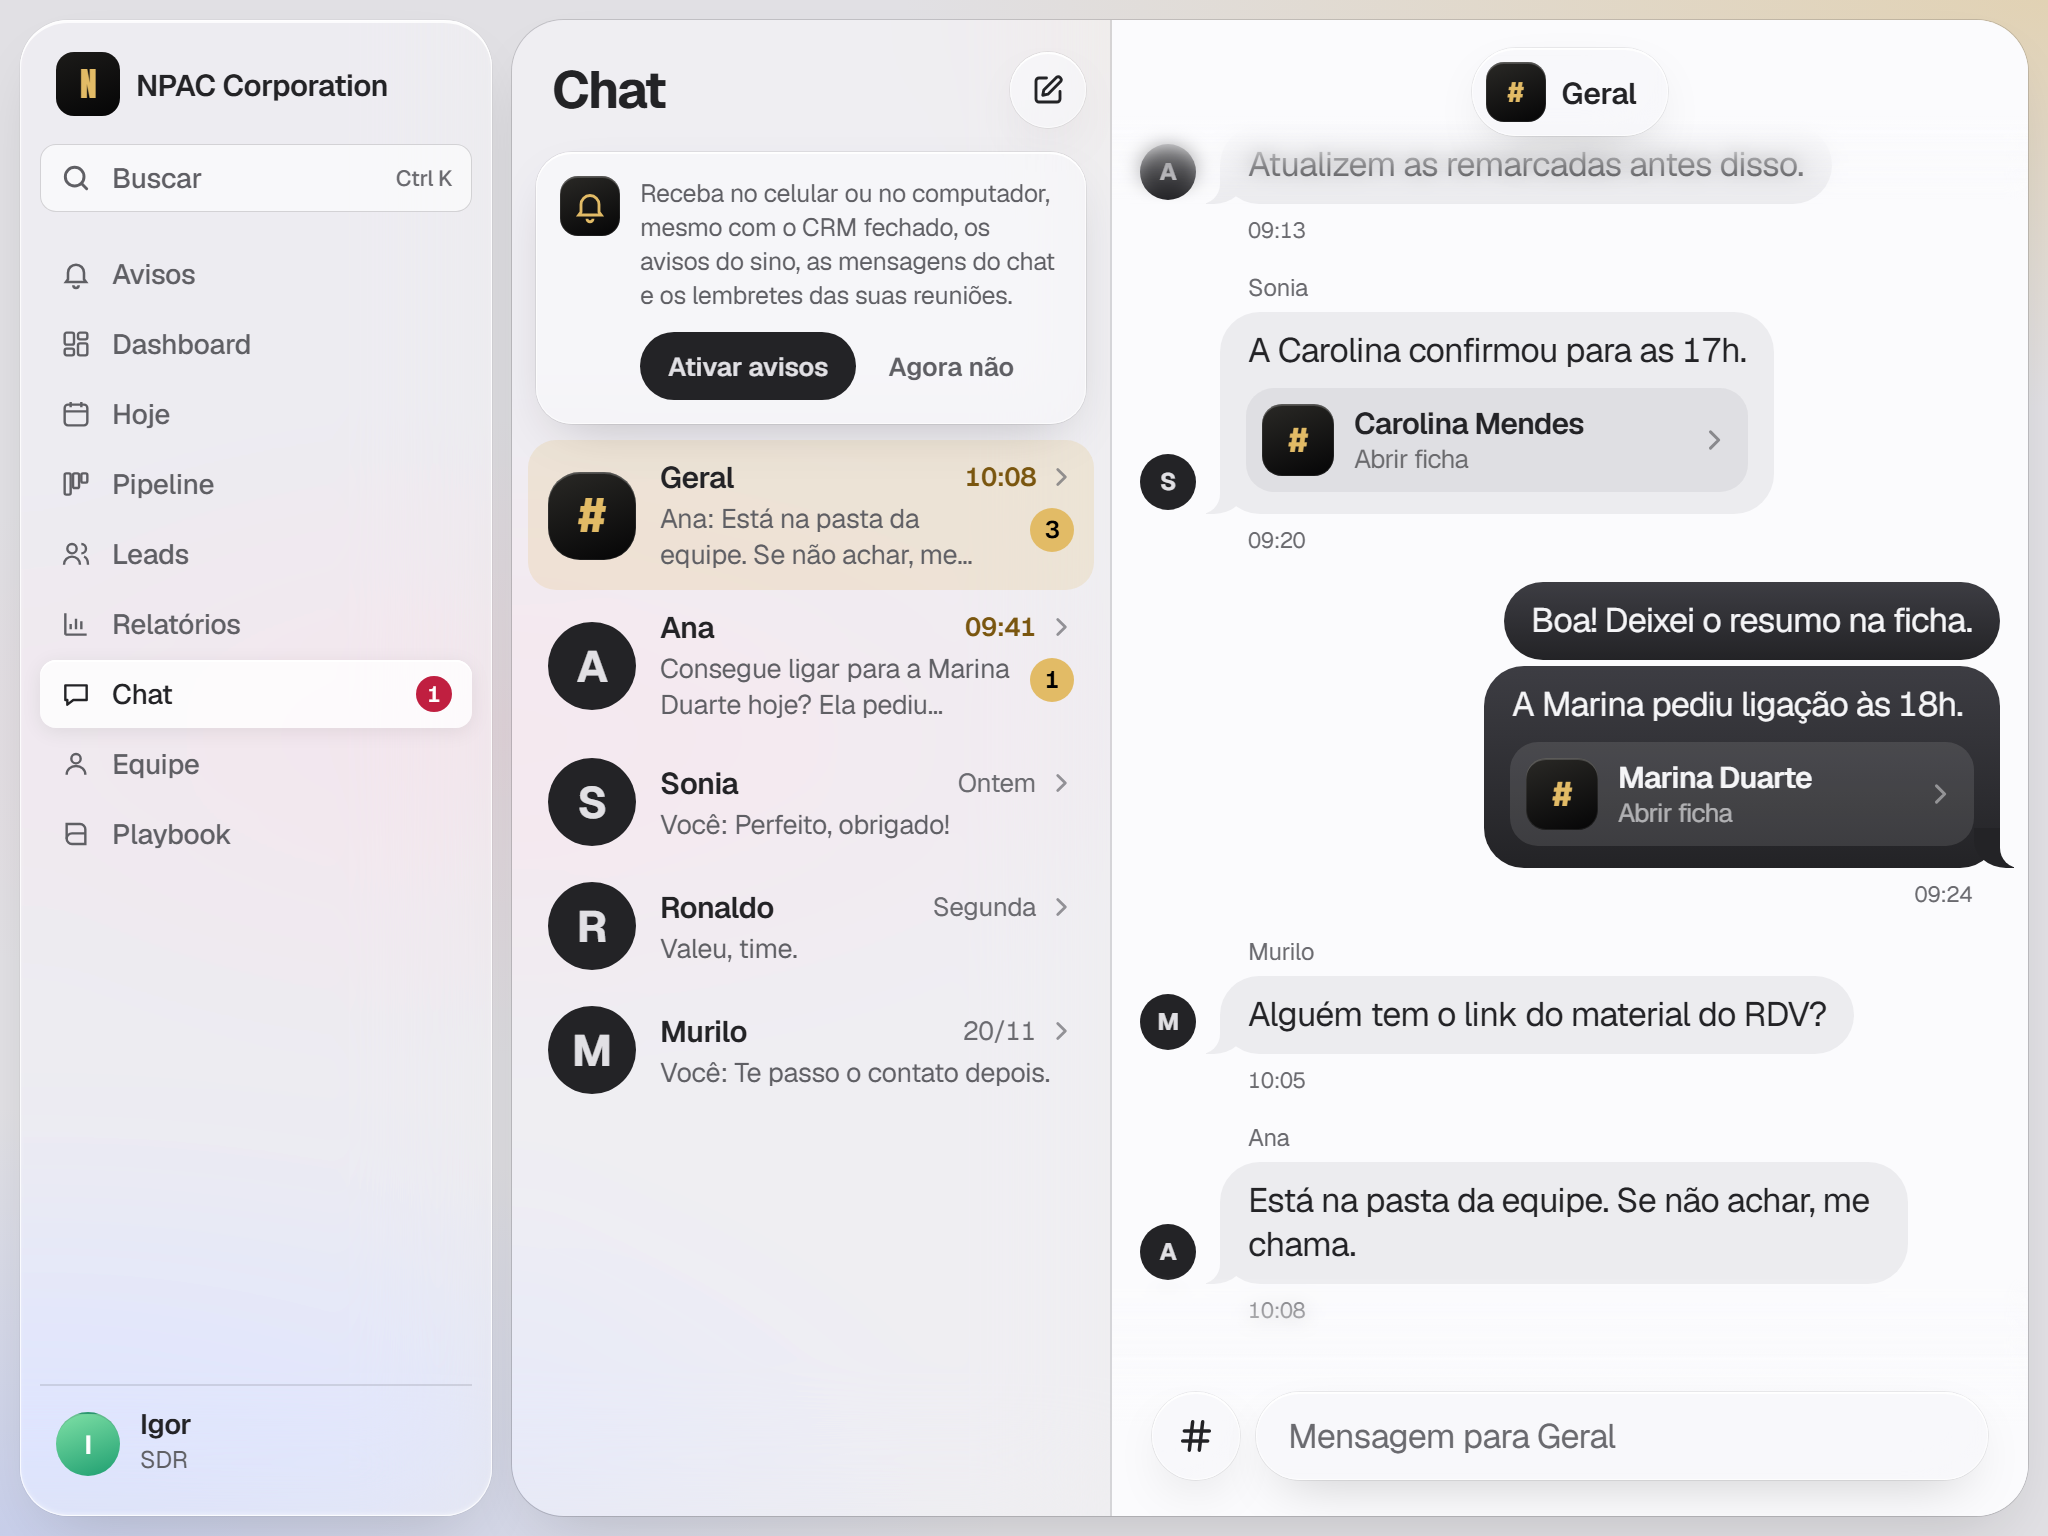 N NPAC Corporation
Buscar Ctrl K
Avisos
Dashboard
Hoje
Pipeline
Leads
Relatórios
Chat 1
Equipe
Playbook
I Igor
SDR
Chat
Receba no celular ou no computador,
mesmo com o CRM fechado, os
avisos do sino, as mensagens do chat
e os lembretes das suas reuniões.
Ativar avisos Agora não
# Geral 10:08
Ana: Está na pasta da
equipe. Se não achar, me...
3
A Ana 09:41
Consegue ligar para a Marina
Duarte hoje? Ela pediu...
1
S Sonia Ontem
Você: Perfeito, obrigado!
R Ronaldo Segunda
Valeu, time.
M Murilo 20/11
Você: Te passo o contato depois.
# Geral
A Atualizem as remarcadas antes disso.
09:13
Sonia
A Carolina confirmou para as 17h.
# Carolina Mendes
Abrir ficha
S
09:20
Boa! Deixei o resumo na ficha.
A Marina pediu ligação às 18h.
# Marina Duarte
Abrir ficha
09:24
Murilo
M Alguém tem o link do material do RDV?
10:05
Ana
Está na pasta da equipe. Se não achar, me
chama.
A
10:08
# Mensagem para Geral